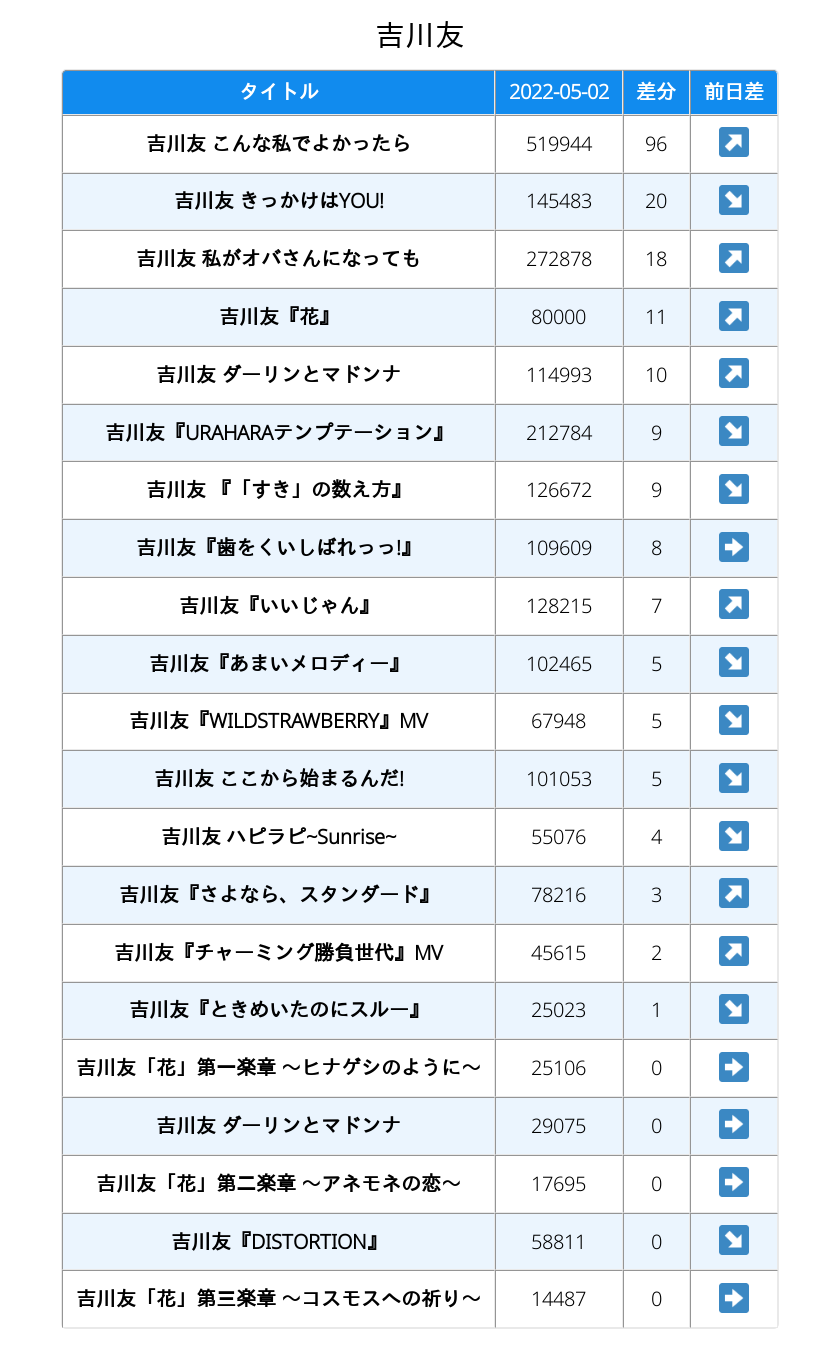 吉川友
タイトル 2022-05-02 差分 前日差
吉川友 こんな私でよかったら 519944 96 ↗
吉川友 きっかけはYOU! 145483 20 ↘
吉川友 私がオバさんになっても 272878 18 ↗
吉川友『花』 80000 11 ↗
吉川友 ダーリンとマドンナ 114993 10 ↗
吉川友『URAHARAテンプテーション』 212784 9 ↘
吉川友 『「すき」の数え方』 126672 9 ↘
吉川友『歯をくいしばれっっ!』 109609 8 ➡
吉川友『いいじゃん』 128215 7 ↗
吉川友『あまいメロディー』 102465 5 ↘
吉川友『WILDSTRAWBERRY』MV 67948 5 ↘
吉川友 ここから始まるんだ! 101053 5 ↘
吉川友 ハピラピ~Sunrise~ 55076 4 ↘
吉川友『さよなら、スタンダード』 78216 3 ↗
吉川友『チャーミング勝負世代』MV 45615 2 ↗
吉川友『ときめいたのにスルー』 25023 1 ↘
吉川友「花」第一楽章 〜ヒナゲシのように〜 25106 0 ➡
吉川友 ダーリンとマドンナ 29075 0 ➡
吉川友「花」第二楽章 〜アネモネの恋〜 17695 0 ➡
吉川友『DISTORTION』 58811 0 ↘
吉川友「花」第三楽章 〜コスモスへの祈り〜 14487 0 ➡